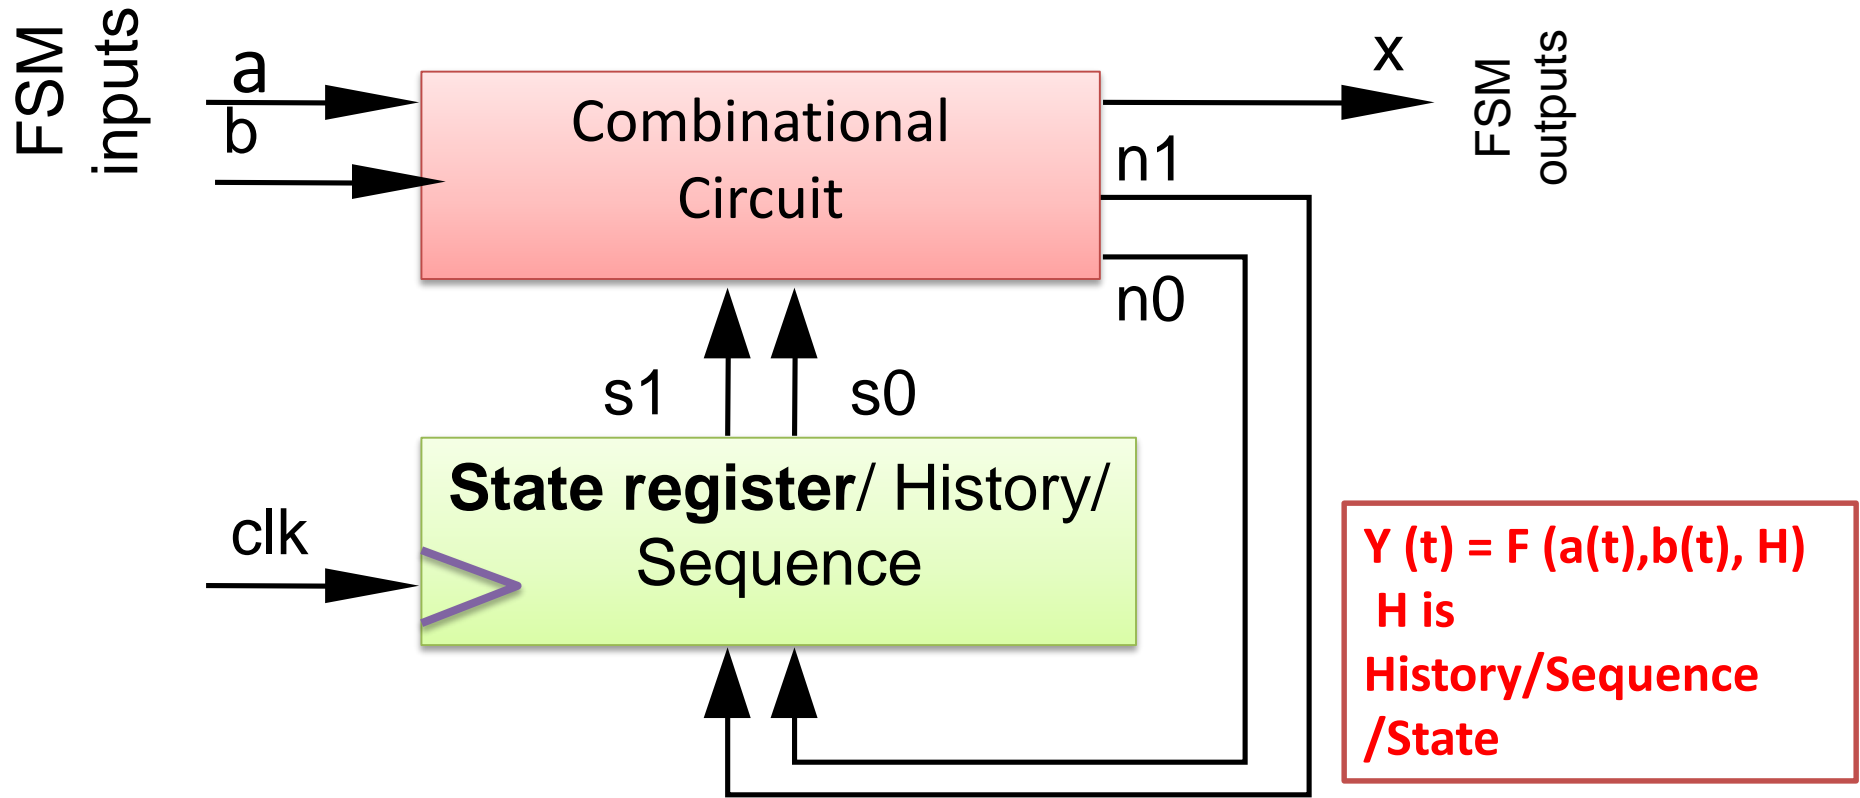 FSM
inputs
a
b
Combinational
Circuit
x
FSM
outputs
n1
n0
s1
s0
clk
State register/ History/
Sequence
Y (t) = F (a(t),b(t), H)
H is
History/Sequence
/State